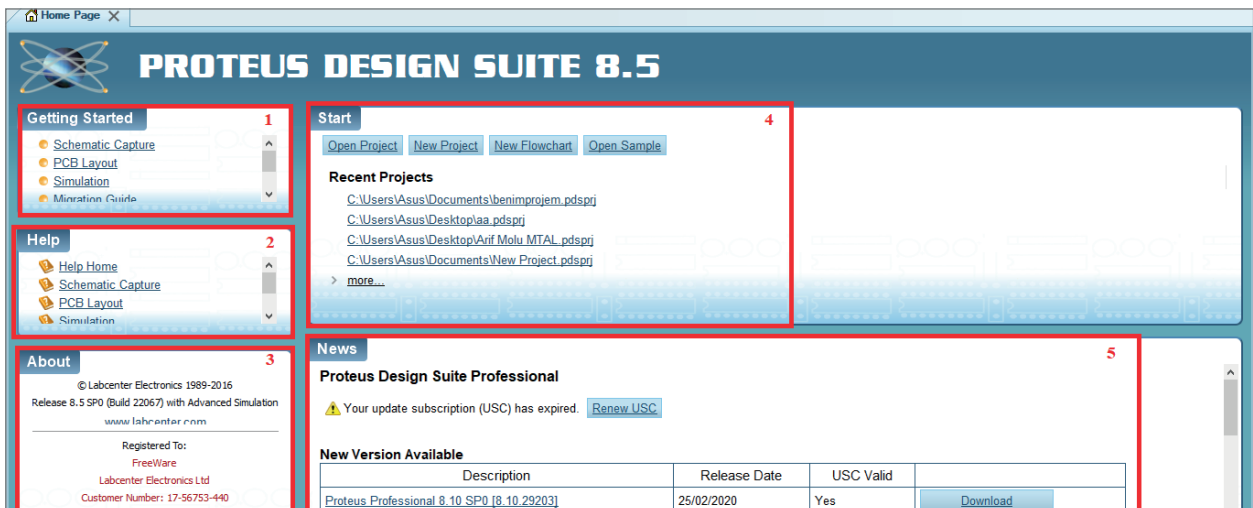 Home Page
PROTEUS DESIGN SUITE 8.5
Getting Started 1
Schematic Capture
PCB Layout
Simulation
Migration Guide
Help 2
Help Home
Schematic Capture
PCB Layout
Simulation
About 3
© Labcenter Electronics 1989-2016
Release 8.5 SP0 (Build 22067) with Advanced Simulation
www.labcenter.com
Registered To:
FreeWare
Labcenter Electronics Ltd
Customer Number: 17-56753-440
Start 4
Open Project New Project New Flowchart Open Sample
Recent Projects
C:\Users\Asus\Documents\benimprojem.pdsprj
C:\Users\Asus\Desktop\aa.pdsprj
C:\Users\Asus\Desktop\Arif Molu MTAL.pdsprj
C:\Users\Asus\Documents\New Project.pdsprj
more...
News 5
Proteus Design Suite Professional
Your update subscription (USC) has expired. Renew USC
New Version Available
Description Release Date USC Valid
Proteus Professional 8.10 SP0 [8.10.29203] 25/02/2020 Yes Download